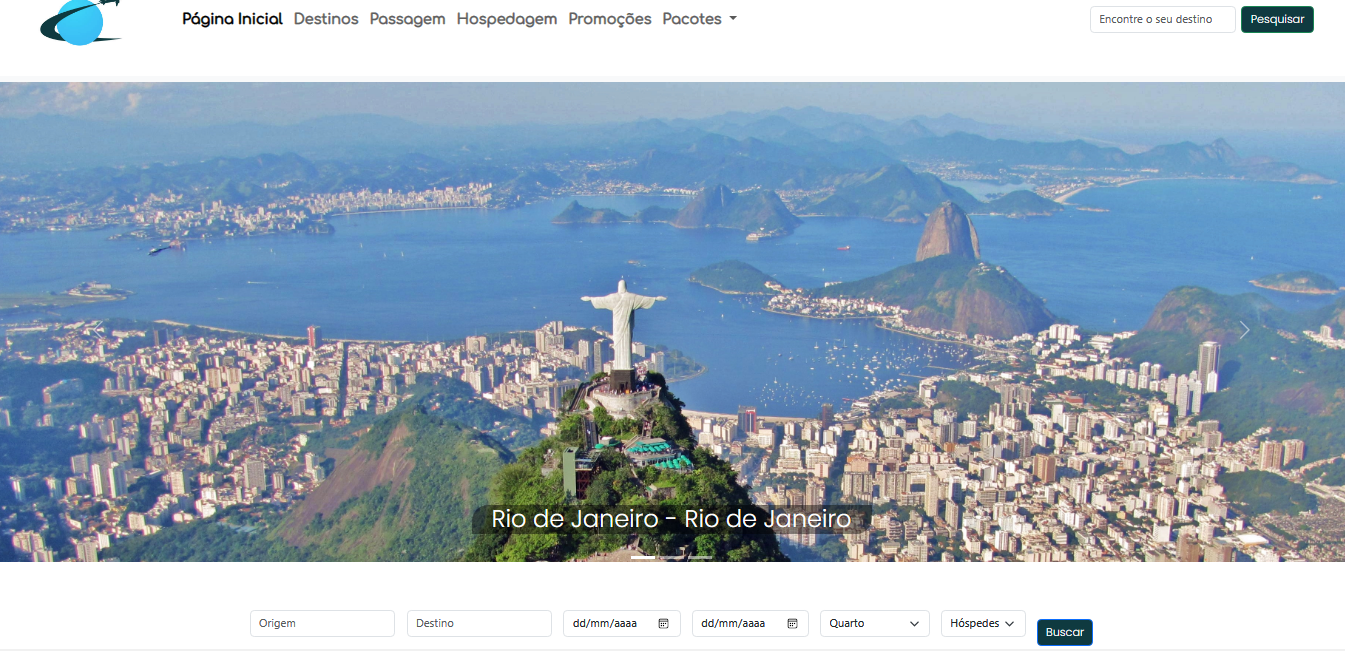 Página Inicial Destinos Passagem Hospedagem Promoções Pacotes Encontre o seu destino Pesquisar
Rio de Janeiro - Rio de Janeiro
Origem Destino dd/mm/aaaa dd/mm/aaaa Quarto Hóspedes Buscar